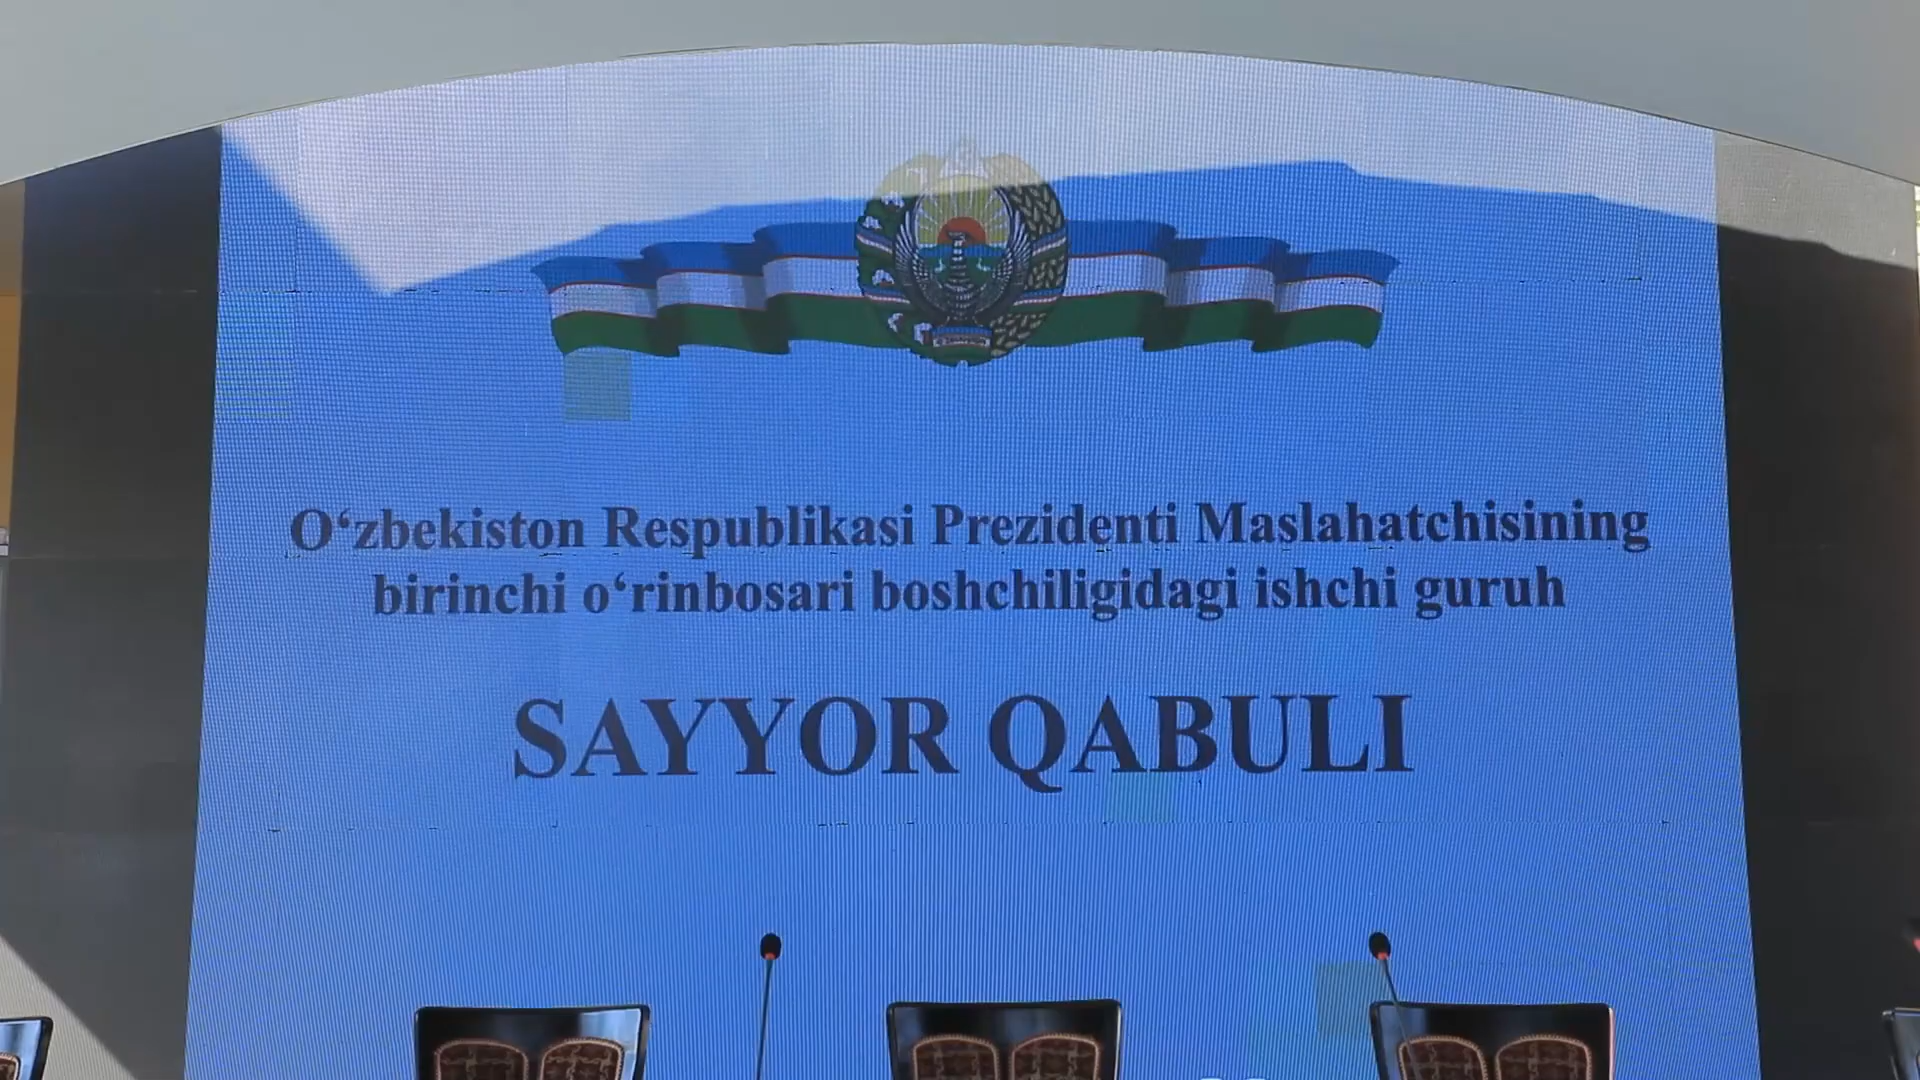 O‘zbekiston Respublikasi Prezidenti Maslahatchisining
birinchi o‘rinbosari boshchiligidagi ishchi guruh
SAYYOR QABULI